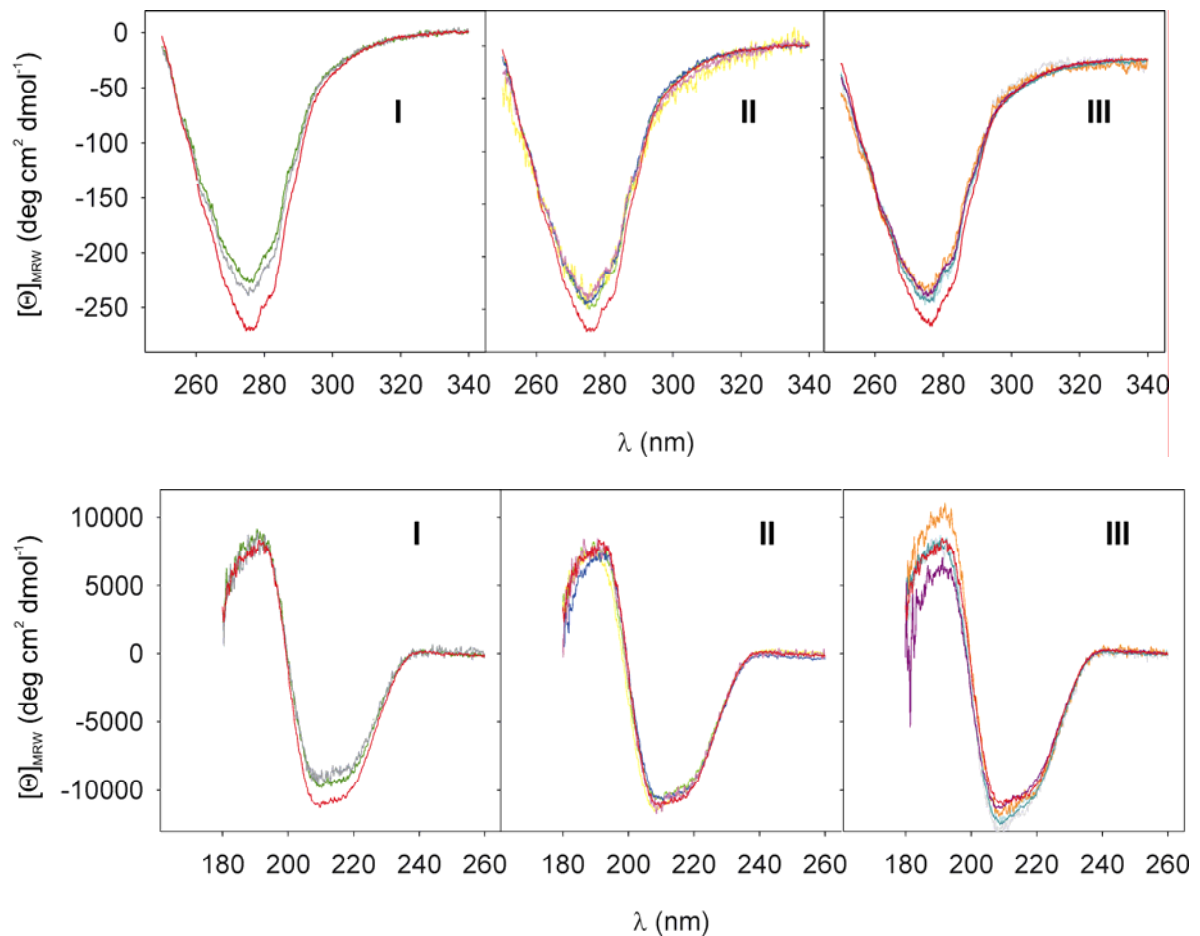 0
-50
-100
-150
-200
-250
[Θ]MRW (deg cm² dmol⁻¹)
I
II
III
260 280 300 320 340 260 280 300 320 340 260 280 300 320 340
λ (nm)
10000
5000
0
-5000
-10000
[Θ]MRW (deg cm² dmol⁻¹)
I
II
III
180 200 220 240 260 180 200 220 240 260 180 200 220 240 260
λ (nm)